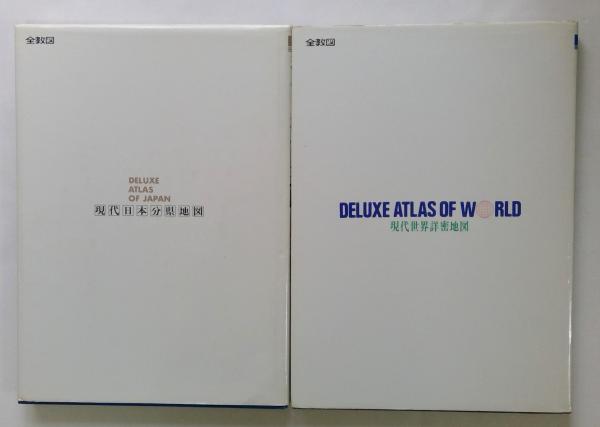 全教図
DELUXE
ATLAS
OF JAPAN
現代日本分県地図
全教図
DELUXE ATLAS OF WORLD
現代世界詳密地図